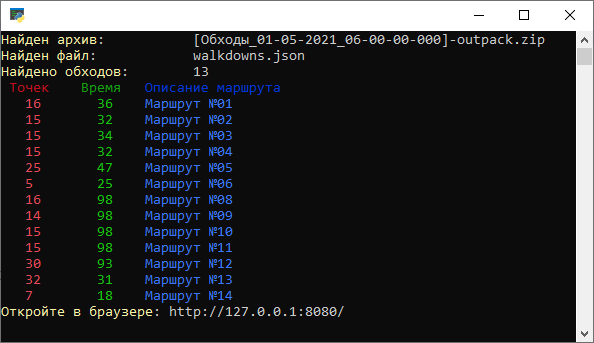 Найден архив: [Обходы_01-05-2021_06-00-00-000]-outpack.zip
Найден файл: walkdowns.json
Найдено обходов: 13
Точек Время Описание маршрута
16 36 Маршрут №01
15 32 Маршрут №02
15 34 Маршрут №03
15 32 Маршрут №04
25 47 Маршрут №05
5 25 Маршрут №06
16 98 Маршрут №08
14 98 Маршрут №09
15 98 Маршрут №10
15 98 Маршрут №11
30 93 Маршрут №12
32 31 Маршрут №13
7 18 Маршрут №14
Откройте в браузере: http://127.0.0.1:8080/